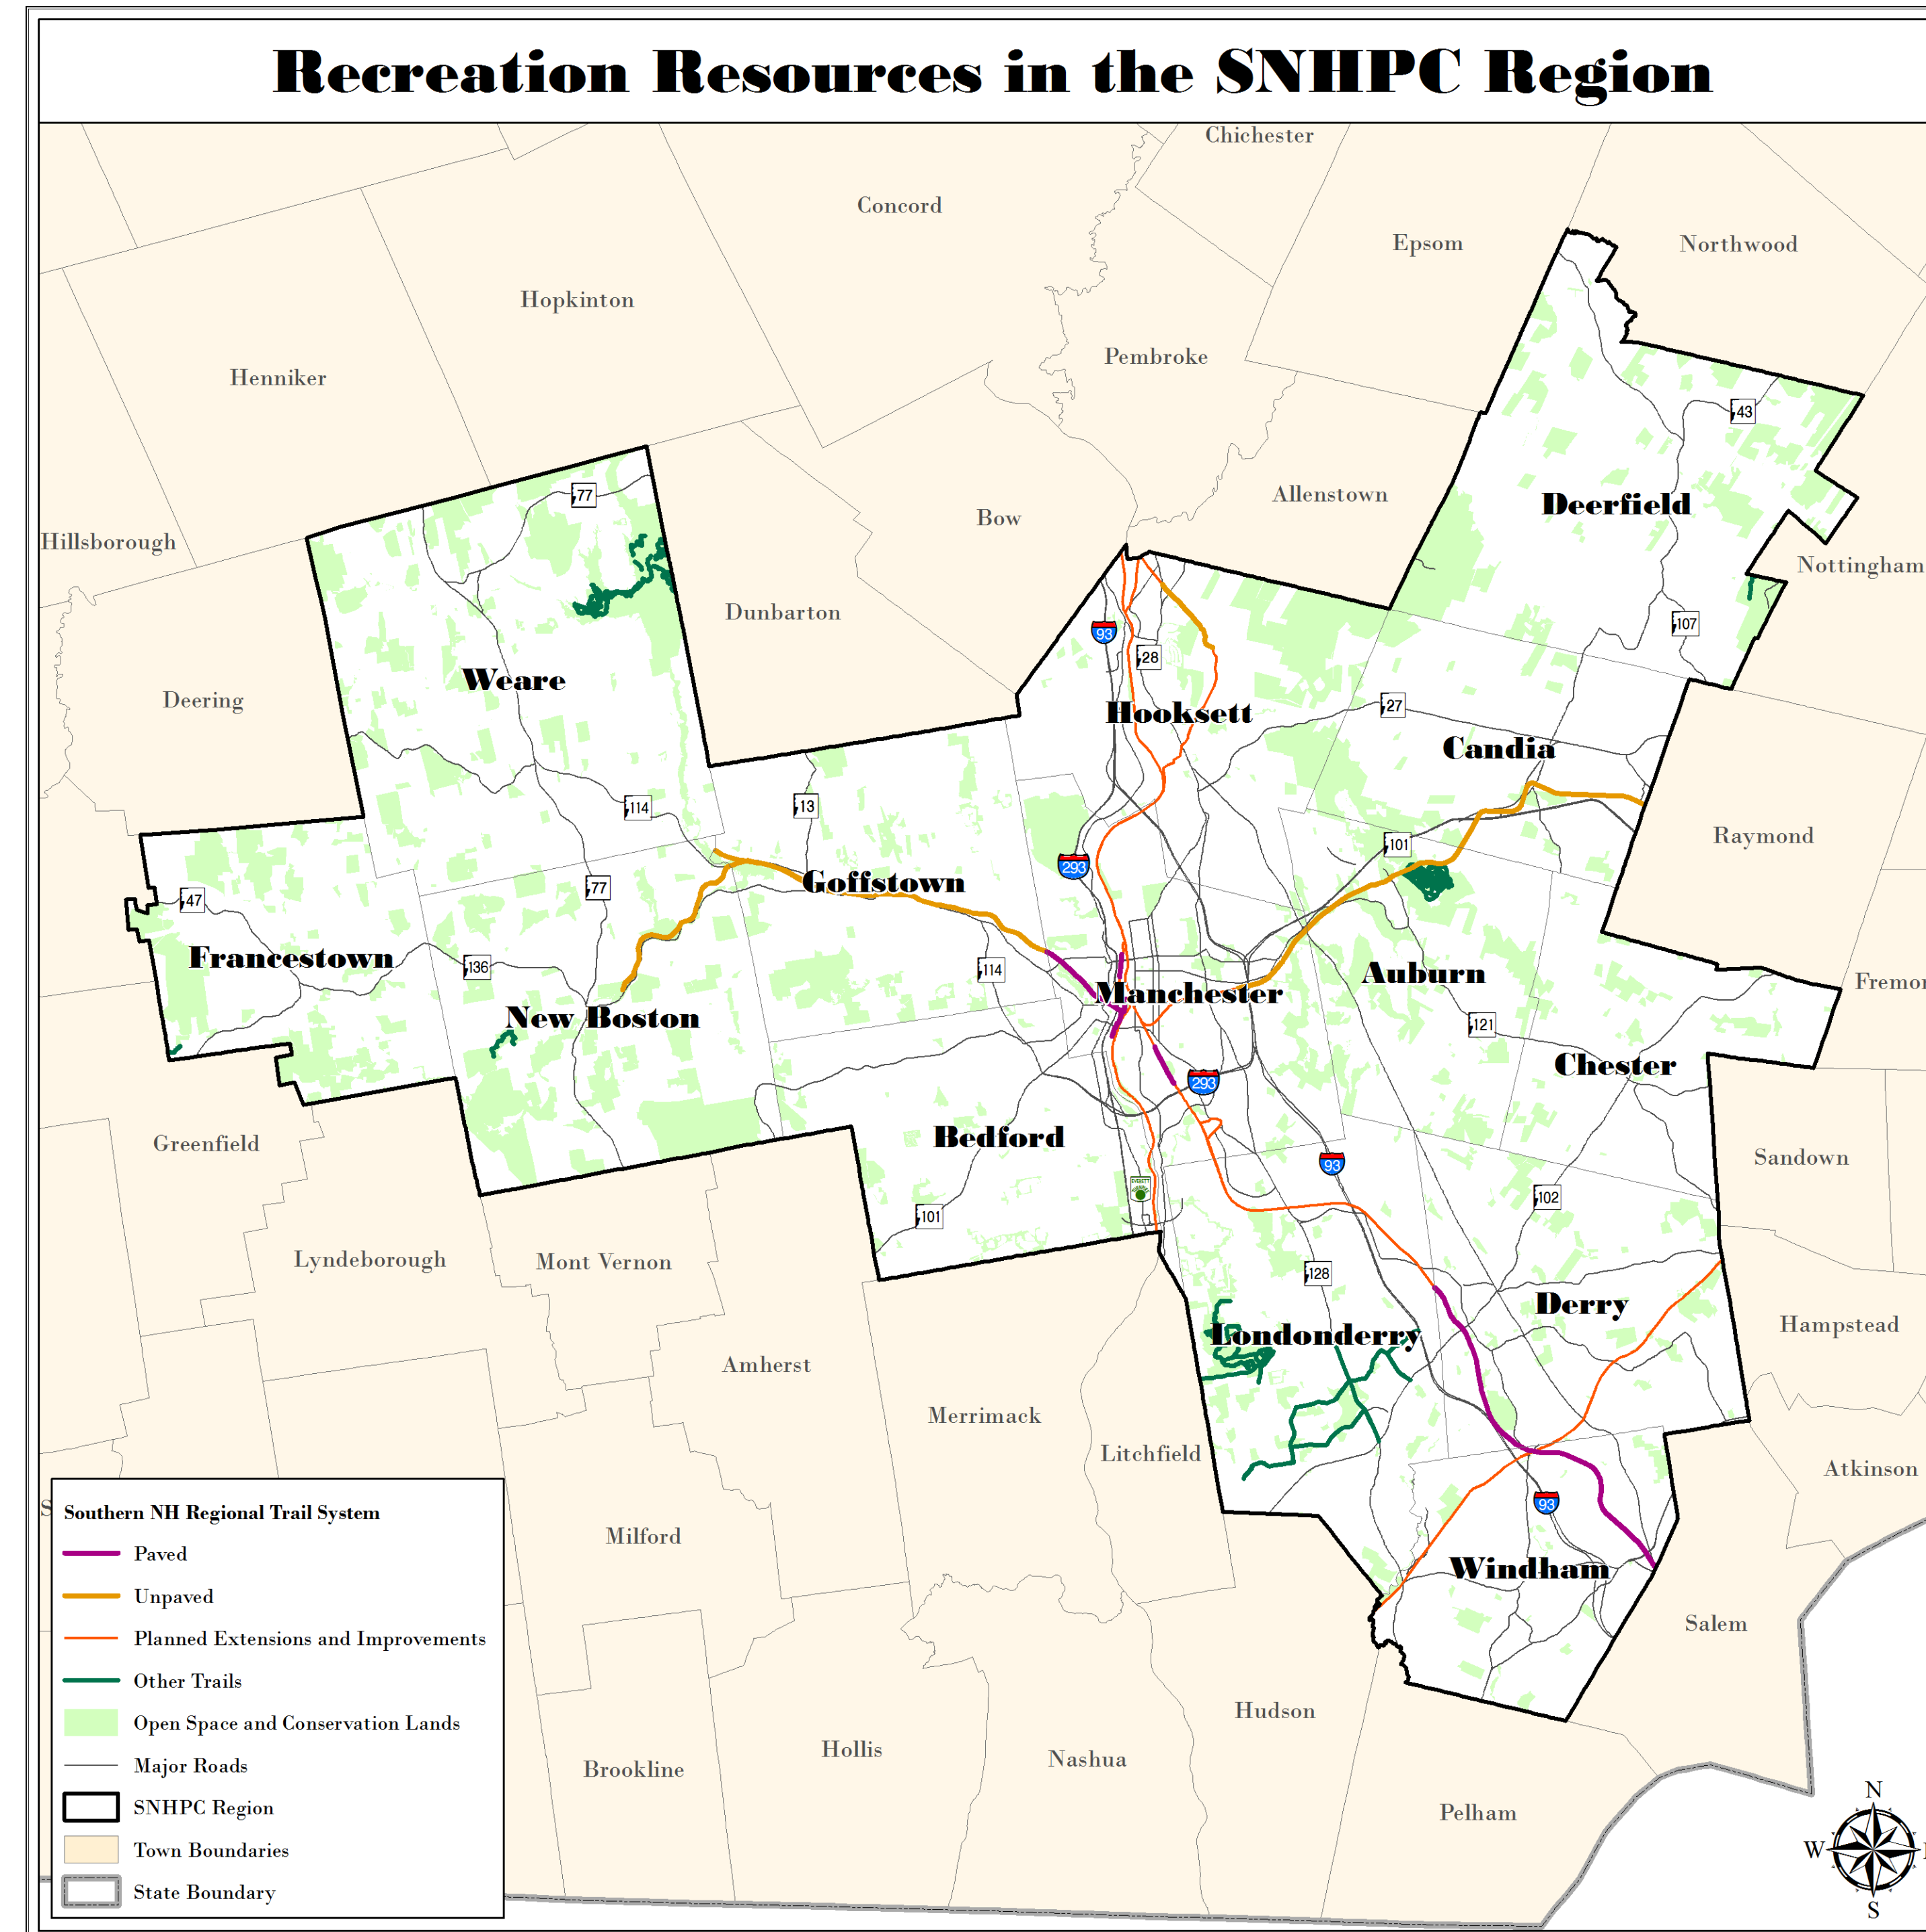 Recreation Resources in the SNHPC Region
Chichester
Concord
Epsom
Northwood
Hopkinton
Pembroke
Henniker
43
77
Allenstown
Deerfield
Bow
Hillsborough
Nottingham
Dunbarton
107
93
28
Weare
Deering
27
Hooksett
Candia
114
13
Raymond
101
293
Goffstown
77
47
Francestown
136
114
Auburn
Manchester
New Boston
121
Chester
293
Bedford
Greenfield
Sandown
93
102
101
Lyndeborough
Mont Vernon
128
Derry
Hampstead
Londonderry
Amherst
Merrimack
Litchfield
Atkinson
93
Milford
Windham
Salem
Hudson
Hollis
Nashua
Brookline
Pelham
Southern NH Regional Trail System
Paved
Unpaved
Planned Extensions and Improvements
Other Trails
Open Space and Conservation Lands
Major Roads
SNHPC Region
Town Boundaries
State Boundary
N
W
S